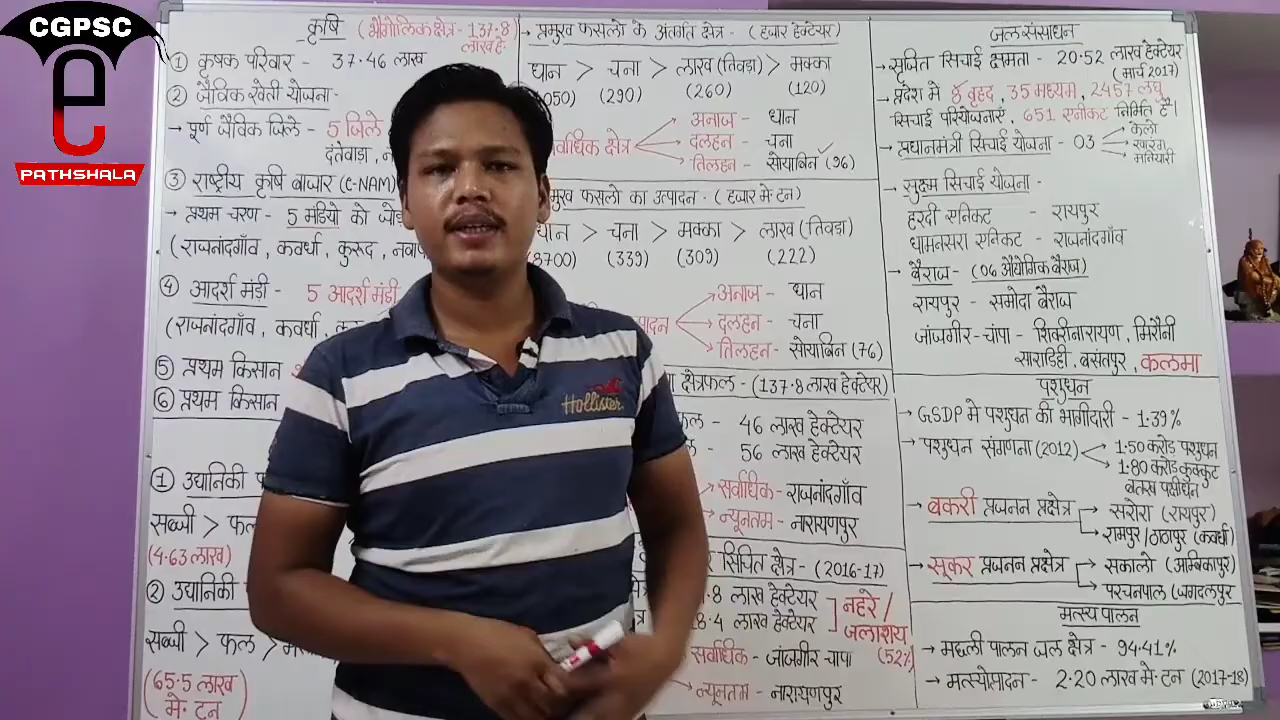 CGPSC
PATHSHALA
कृषि (भौगोलिक क्षेत्र - 137.8 लाख हे.)
① कृषक परिवार - 37.46 लाख
② जैविक खेती योजना-
→ पूर्ण जैविक जिले - 5 जिले
दंतेवाड़ा,
③ राष्ट्रीय कृषि बाजार (e-NAM)
→ प्रथम चरण - 5 मंडियो को
(राजनांदगाँव, कवर्धा, कुरूद,
④ आदर्श मंडी - 5 आदर्श मंडी
(राजनांदगाँव, कवर्धा,
⑤ प्रथम किसान
⑥ प्रथम किसान
① उद्यानिकी
सब्जी > फल
(4.63 लाख)
② उद्यानिकी
सब्जी > फल >
(65.5 लाख
मे. टन)
→ प्रमुख फसलो के अंतर्गत क्षेत्र - (हजार हेक्टेयर)
धान > चना > लाख (तिवड़ा) > मक्का
(290) (260) (120)
क्षेत्र
अनाज - धान
दलहन - चना
तिलहन - सोयाबिन (96)
फसलो का उत्पादन - (हजार मे. टन)
धान > चना > मक्का > लाख (तिवड़ा)
(339) (309) (222)
अनाज - धान
दलहन - चना
तिलहन - सोयाबिन (76)
क्षेत्रफल - (137.8 लाख हेक्टेयर)
46 लाख हेक्टेयर
56 लाख हेक्टेयर
सर्वाधिक - राजनांदगाँव
न्यूनतम - नारायणपुर
सिंचित क्षेत्र - (2016-17)
.8 लाख हेक्टेयर
8.4 लाख हेक्टेयर
नहरे /
जलाशय
(52%)
सर्वाधिक - जांजगीर चांपा
→ न्यूनतम - नारायणपुर
जल संसाधन
→ सृजित सिंचाई क्षमता - 20.52 लाख हेक्टेयर
(मार्च 2017)
→ प्रदेश में 8 वृहद, 35 मध्यम, 2457 लघु
सिंचाई परियोजनाएँ, 651 एनीकट निर्मित है।
→ प्रधानमंत्री सिंचाई योजना - 03
केलो
खारंग
मनियारी
→ सुक्ष्म सिंचाई योजना -
हरदी एनिकट - रायपुर
धामनसरा एनिकट - राजनांदगाँव
→ बैराज - (06 औद्योगिक बैराज)
रायपुर - समोदा बैराज
जांजगीर-चांपा - शिवरीनारायण, मिरौनी
साराडिही, बसंतपुर, कलमा
पशुधन
→ GSDP मे पशुधन की भागीदारी - 1.39%
→ पशुधन संगणना (2012)
1.50 करोड़ पशुधन
1.80 करोड़ कुक्कुट
बतख पक्षीधन
→ बकरी प्रजनन प्रक्षेत्र
सरोरा (रायपुर)
रामपुर/ठाठापुर (कवर्धा)
→ सूकर प्रजनन प्रक्षेत्र
सकालो (अम्बिकापुर)
परचनपाल (जगदलपुर
मत्स्य पालन
→ मछली पालन जल क्षेत्र - 94.41%
→ मत्स्योत्पादन - 2.20 लाख मे. टन (2017-18)
Hollister